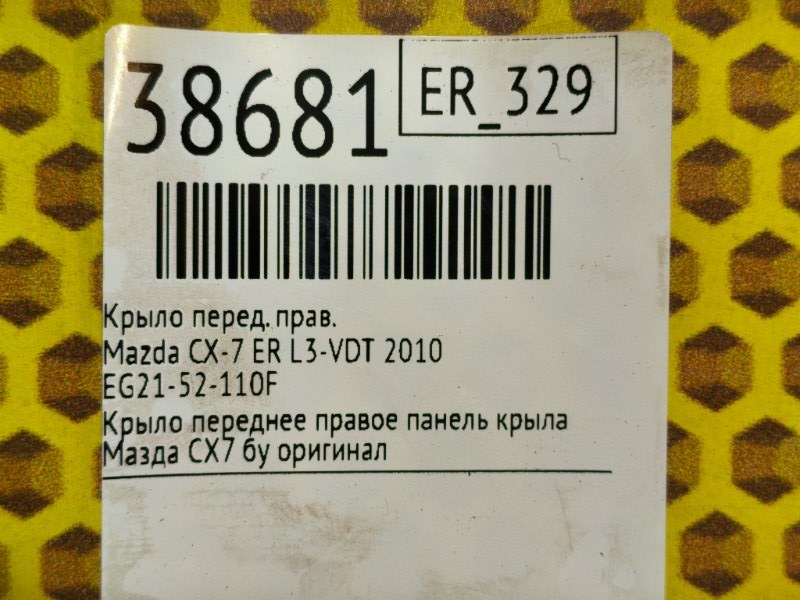 38681
ER_329
Крыло перед. прав.
Mazda CX-7 ER L3-VDT 2010
EG21-52-110F
Крыло переднее правое панель крыла
Мазда СХ7 бу оригинал